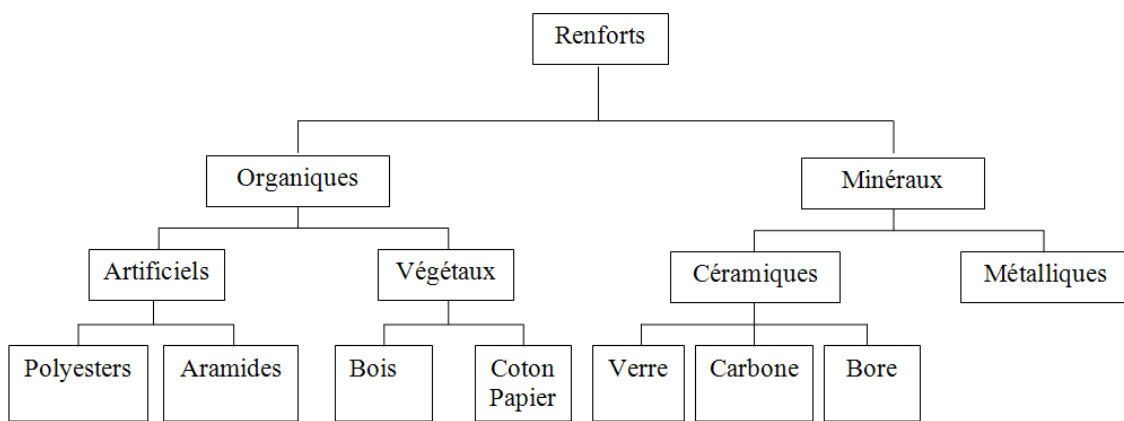 Renforts
Organiques
Minéraux
Artificiels
Végétaux
Céramiques
Métalliques
Polyesters
Aramides
Bois
Coton
Papier
Verre
Carbone
Bore